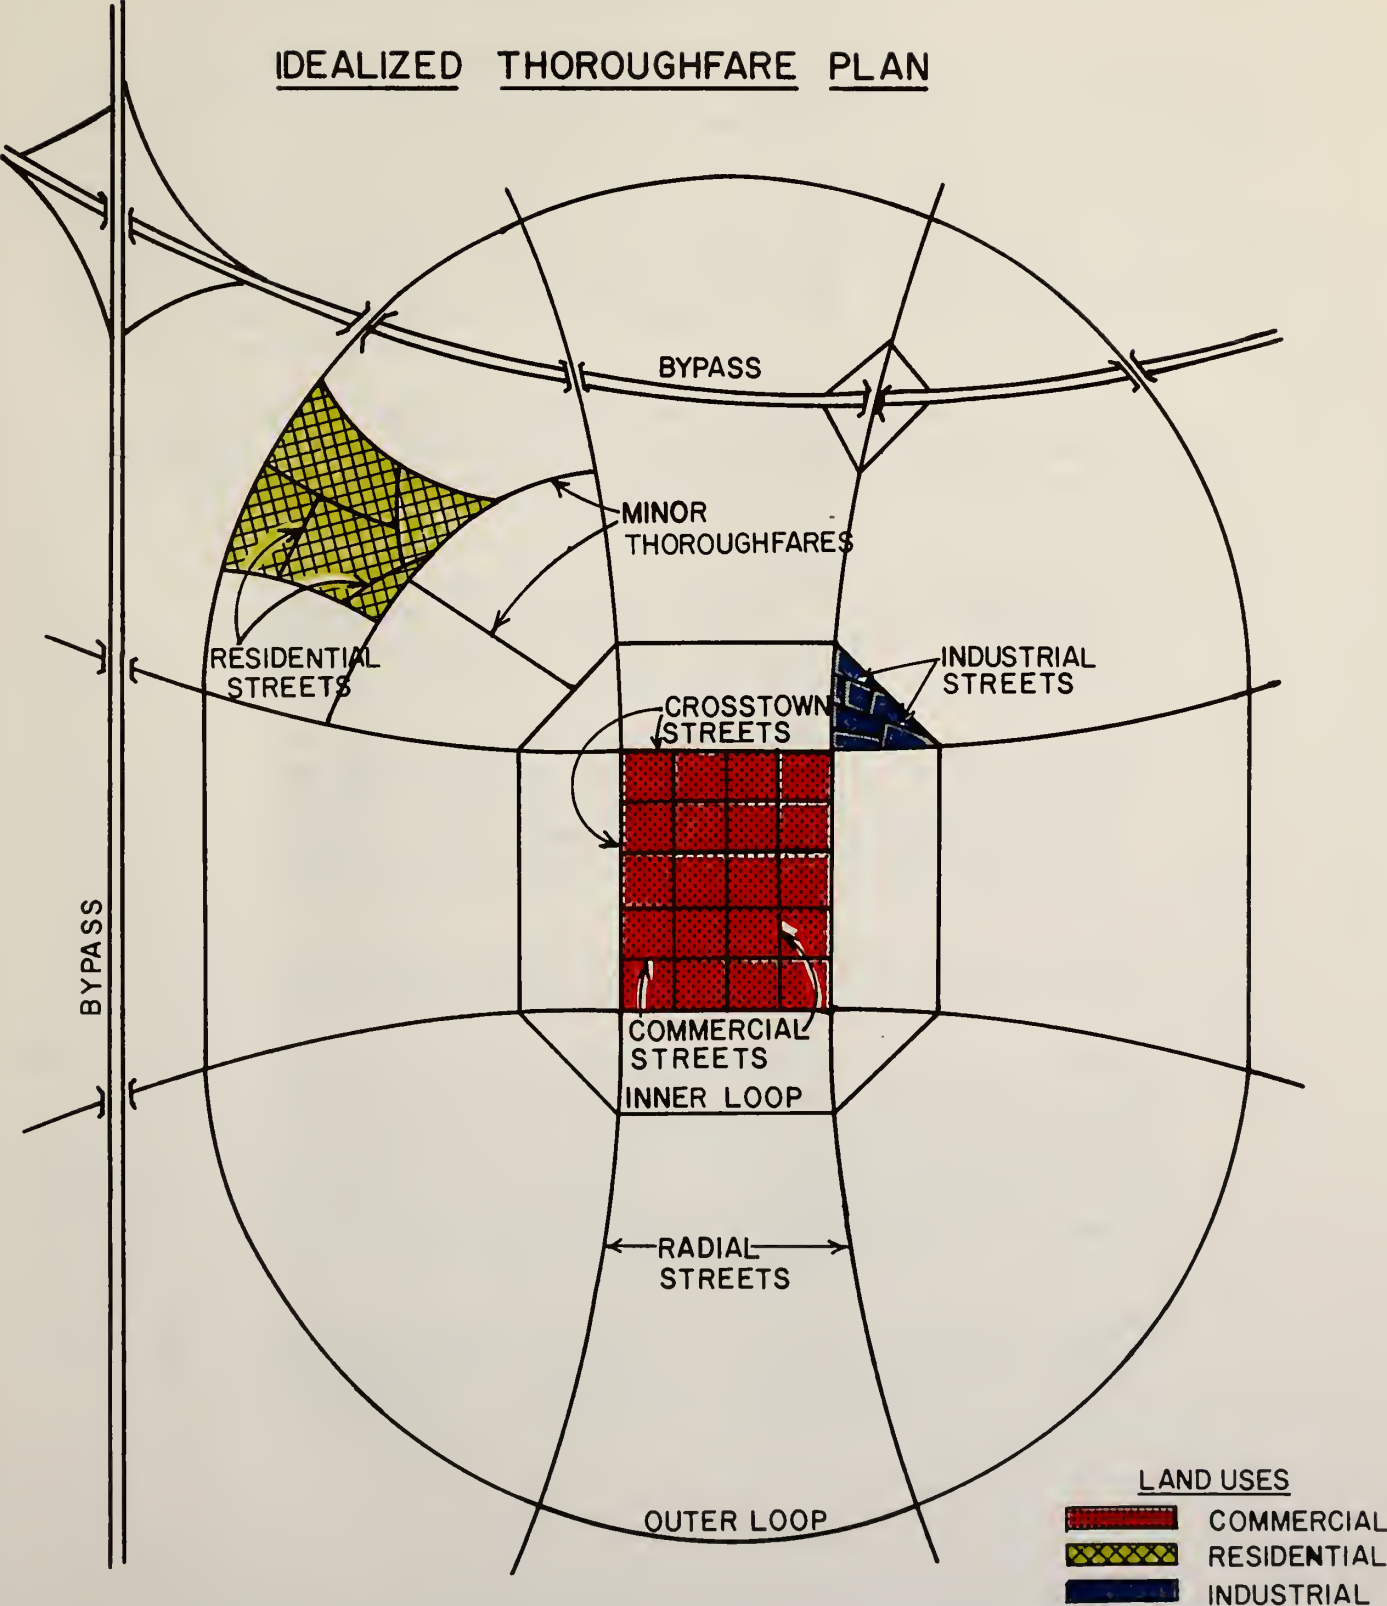 IDEALIZED THOROUGHFARE PLAN
BYPASS
MINOR
THOROUGHFARES
RESIDENTIAL
STREETS
INDUSTRIAL
STREETS
CROSSTOWN
STREETS
BYPASS
COMMERCIAL
STREETS
INNER LOOP
RADIAL
STREETS
OUTER LOOP
LAND USES
COMMERCIAL
RESIDENTIAL
INDUSTRIAL